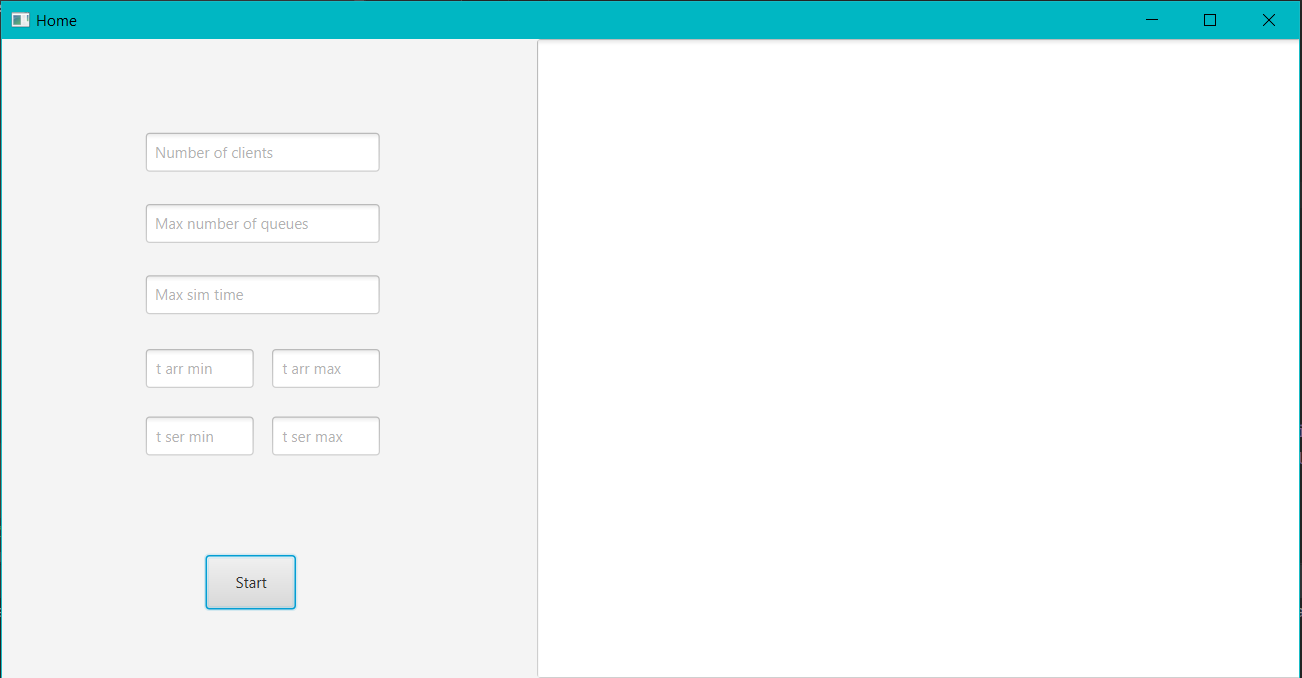 Home
Number of clients
Max number of queues
Max sim time
t arr min t arr max
t ser min t ser max
Start